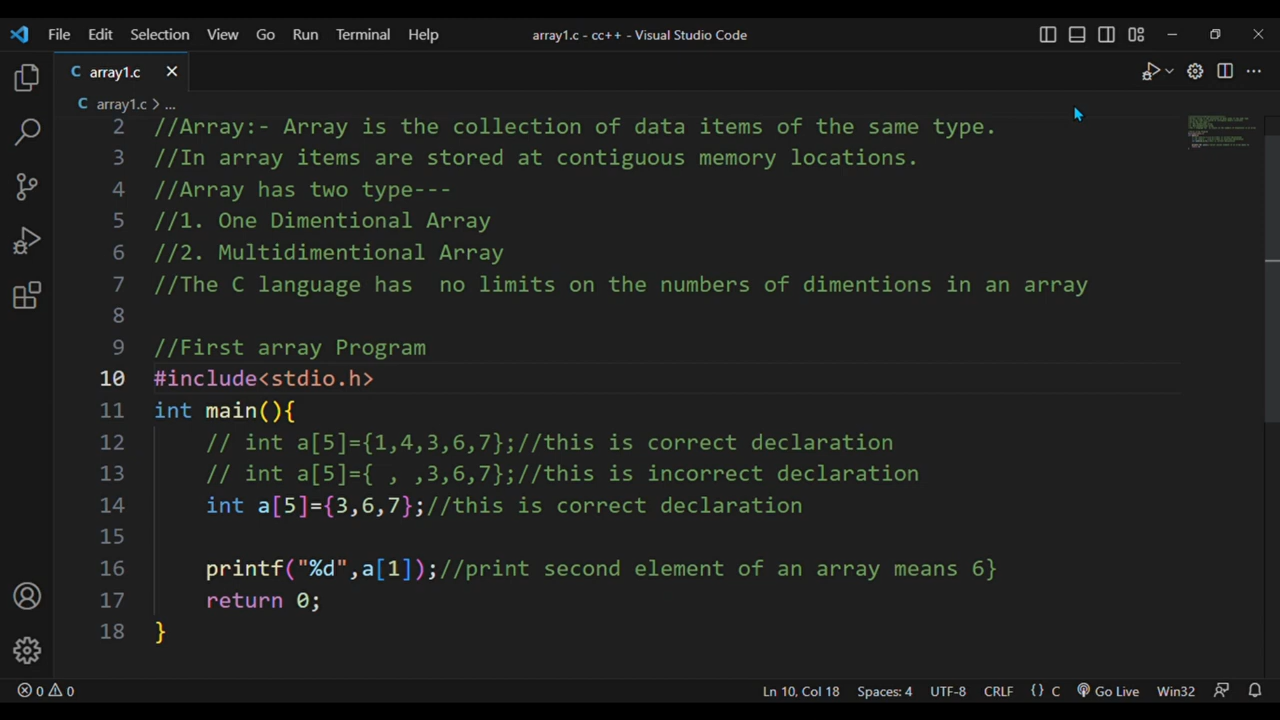 File Edit Selection View Go Run Terminal Help array1.c - cc++ - Visual Studio Code
C array1.c
C array1.c > ...
2 //Array:- Array is the collection of data items of the same type.
3 //In array items are stored at contiguous memory locations.
4 //Array has two type---
5 //1. One Dimentional Array
6 //2. Multidimentional Array
7 //The C language has  no limits on the numbers of dimentions in an array
8
9 //First array Program
10 #include<stdio.h>
11 int main(){
12     // int a[5]={1,4,3,6,7};//this is correct declaration
13     // int a[5]={ , ,3,6,7};//this is incorrect declaration
14     int a[5]={3,6,7};//this is correct declaration
15
16     printf("%d",a[1]);//print second element of an array means 6}
17     return 0;
18 }
0 0 Ln 10, Col 18 Spaces: 4 UTF-8 CRLF {} C Go Live Win32